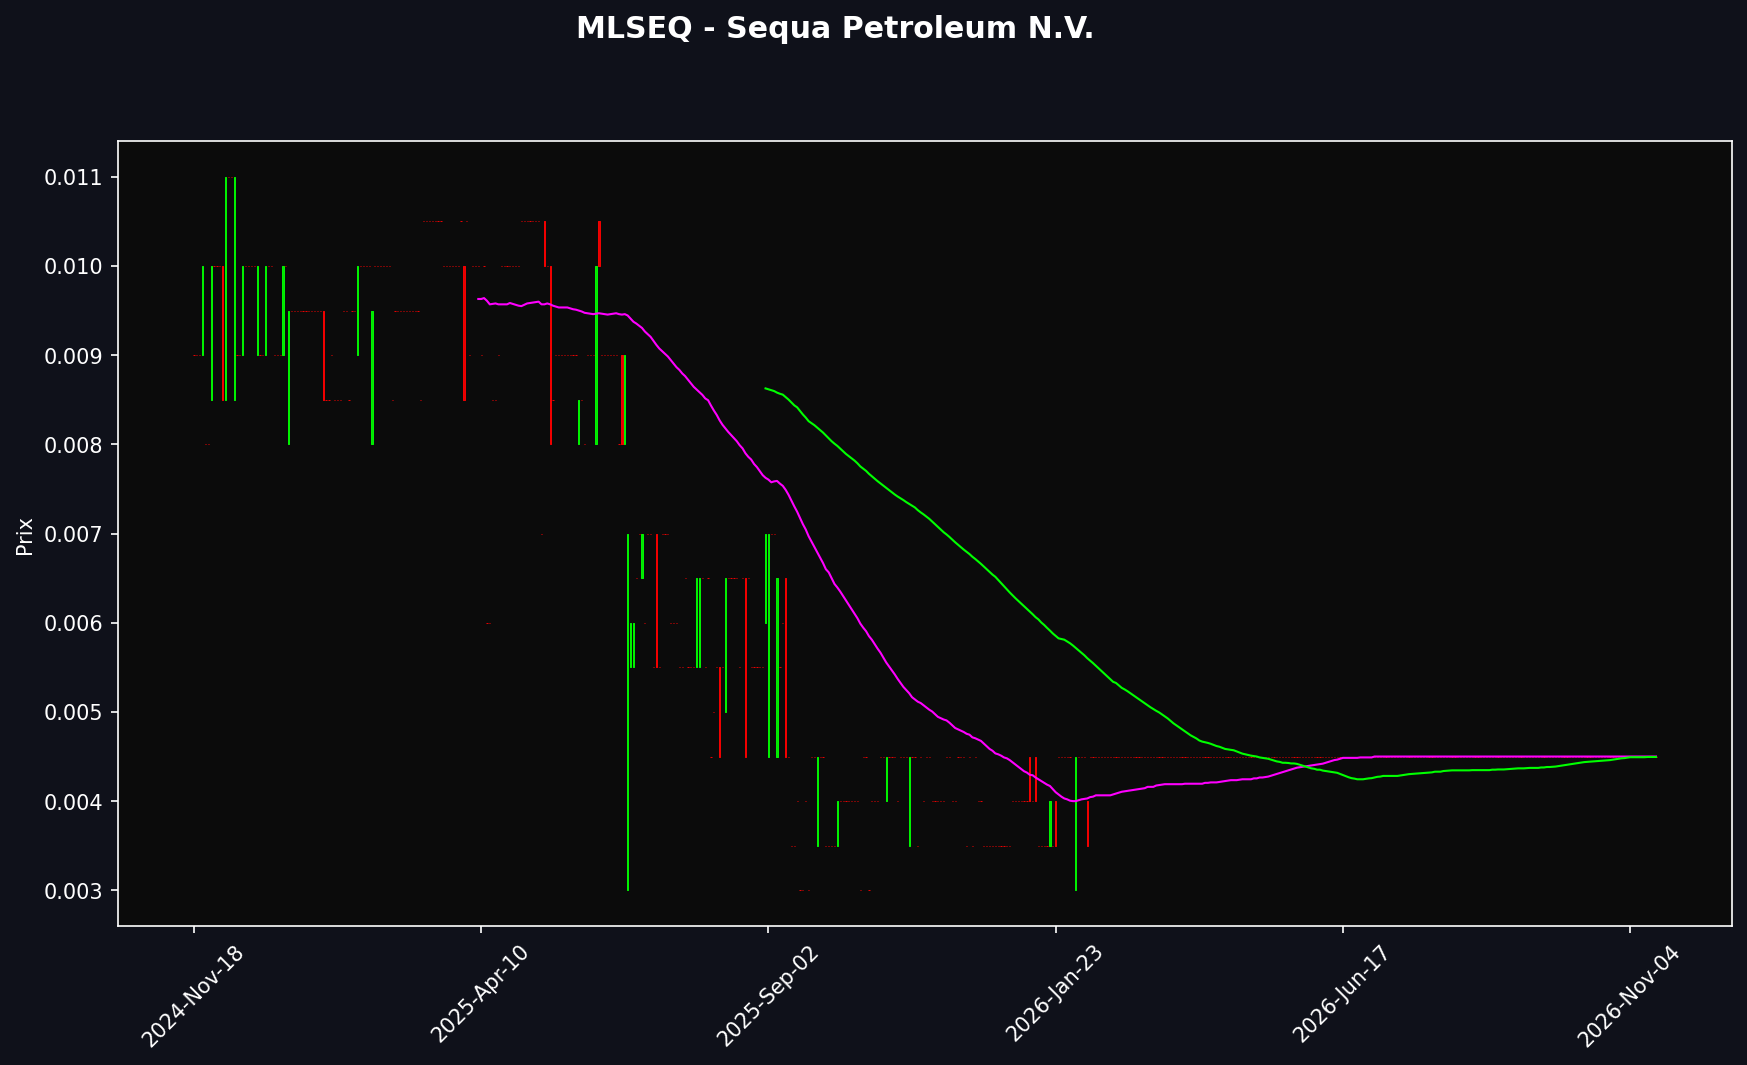 MLSEQ - Sequa Petroleum N.V.
Prix
0.011
0.010
0.009
0.008
0.007
0.006
0.005
0.004
0.003
2024-Nov-18
2025-Apr-10
2025-Sep-02
2026-Jan-23
2026-Jun-17
2026-Nov-04